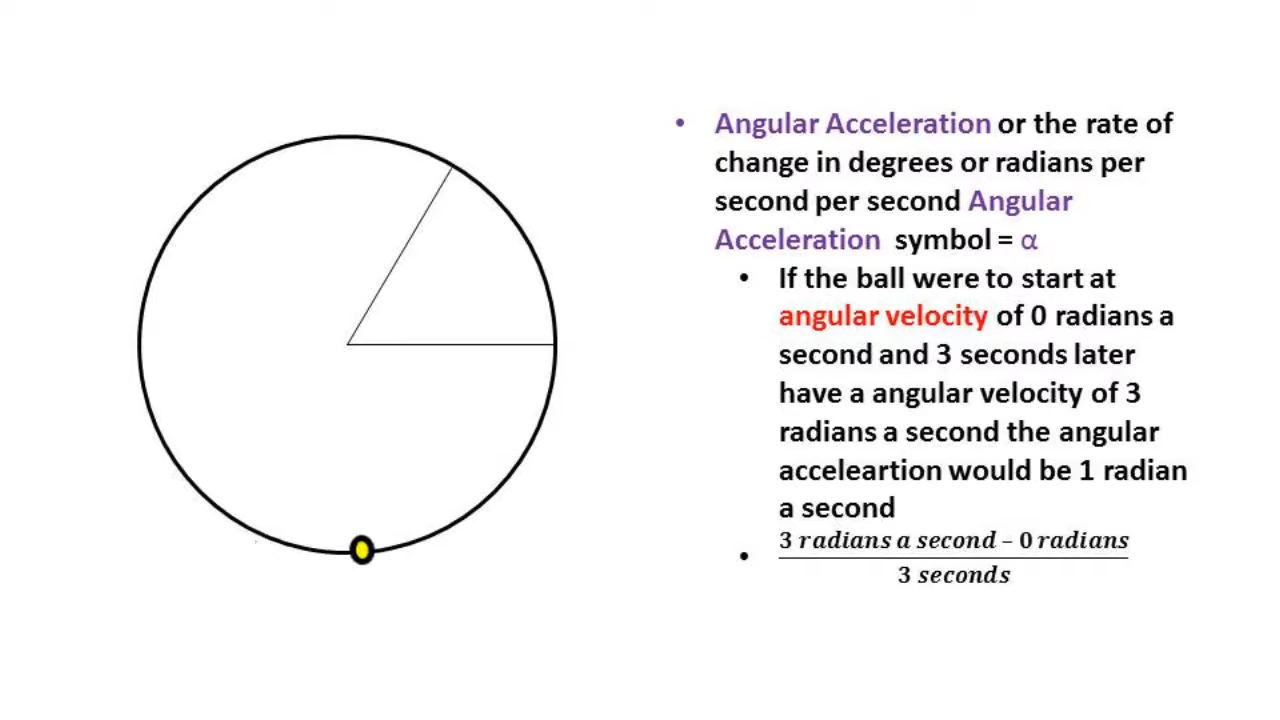 • Angular Acceleration or the rate of
change in degrees or radians per
second per second Angular
Acceleration symbol = α
• If the ball were to start at
angular velocity of 0 radians a
second and 3 seconds later
have a angular velocity of 3
radians a second the angular
acceleartion would be 1 radian
a second
• 3 radians a second – 0 radians
3 seconds